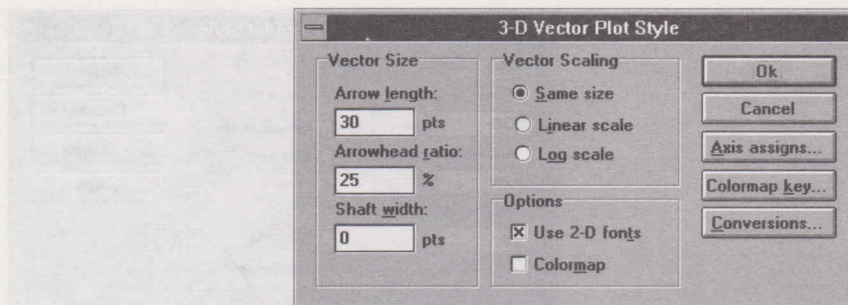 3-D Vector Plot Style
Vector Size
Arrow length:
30 pts
Arrowhead ratio:
25 %
Shaft width:
0 pts
Vector Scaling
Same size
Linear scale
Log scale
Options
Use 2-D fonts
Colormap
Ok
Cancel
Axis assigns...
Colormap key...
Conversions...